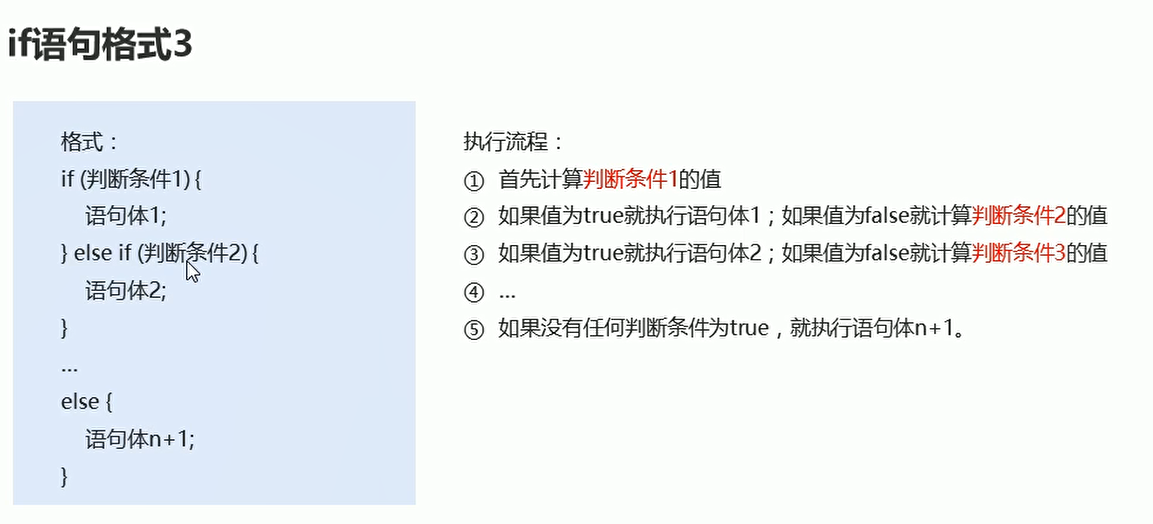 if语句格式3
格式：
if (判断条件1) {
语句体1;
} else if (判断条件2) {
语句体2;
}
...
else {
语句体n+1;
}
执行流程：
① 首先计算判断条件1的值
② 如果值为true就执行语句体1；如果值为false就计算判断条件2的值
③ 如果值为true就执行语句体2；如果值为false就计算判断条件3的值
④ ...
⑤ 如果没有任何判断条件为true，就执行语句体n+1。